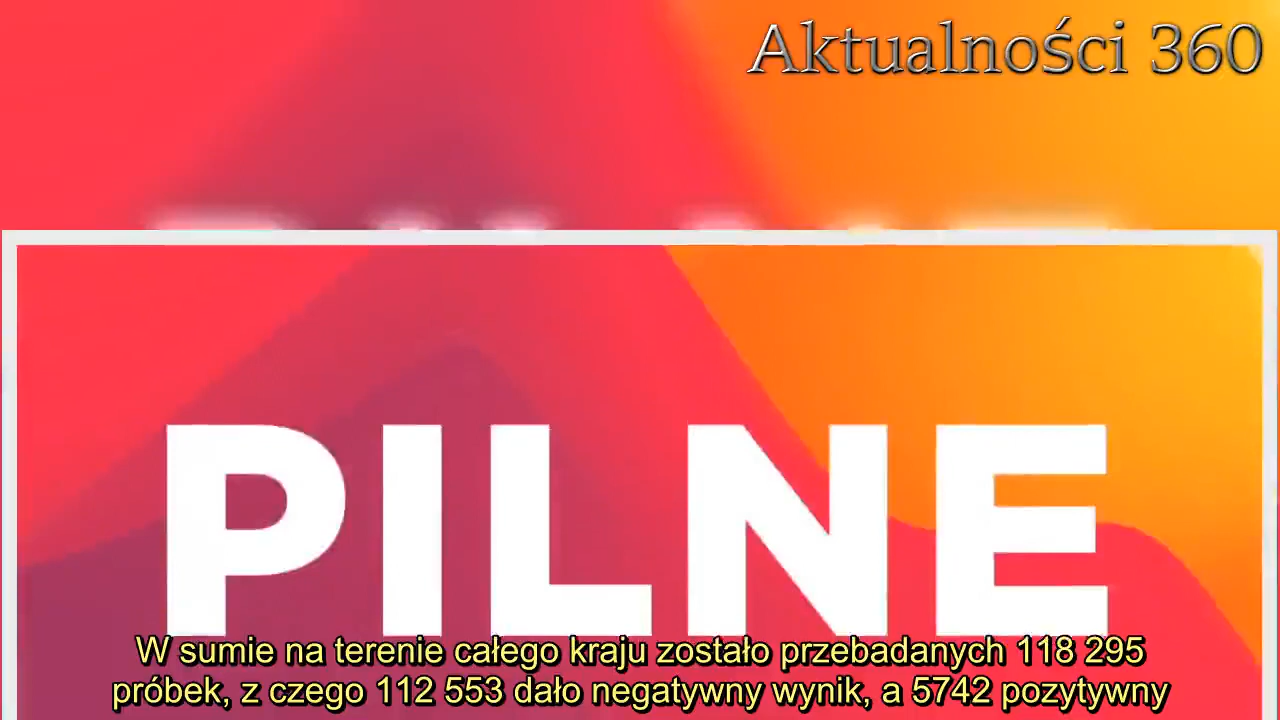 Aktualności 360
PILNE
W sumie na terenie całego kraju zostało przebadanych 118 295
próbek, z czego 112 553 dało negatywny wynik, a 5742 pozytywny